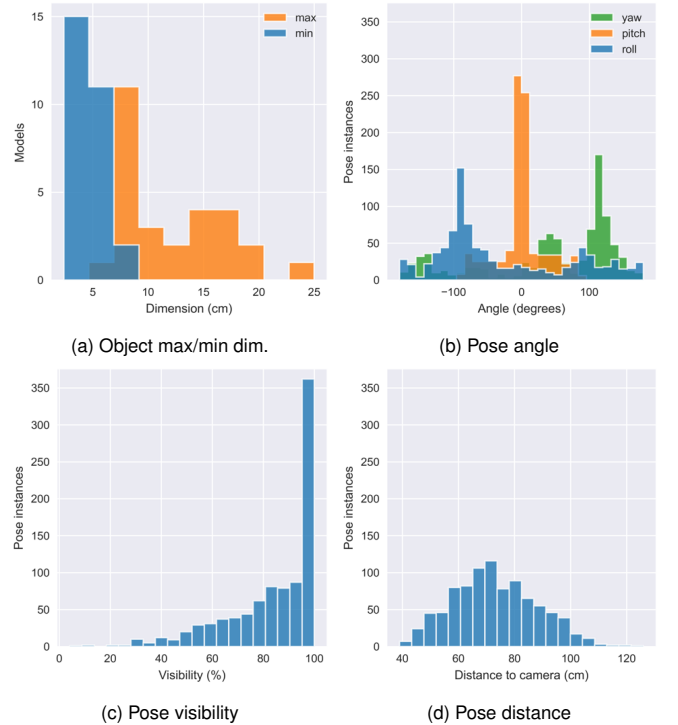 max
min
15
10
5
0
Models
5
10
15
20
25
Dimension (cm)
(a) Object max/min dim.
yaw
pitch
roll
350
300
250
200
150
100
50
0
Pose instances
−100
0
100
Angle (degrees)
(b) Pose angle
350
300
250
200
150
100
50
0
Pose instances
0
20
40
60
80
100
Visibility (%)
(c) Pose visibility
350
300
250
200
150
100
50
0
Pose instances
40
60
80
100
120
Distance to camera (cm)
(d) Pose distance